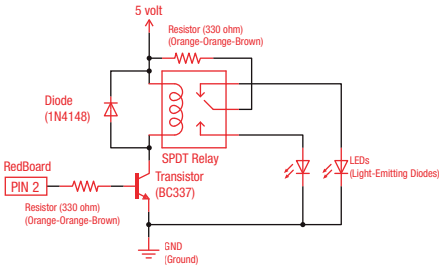 5 volt
Resistor (330 ohm)
(Orange-Orange-Brown)
Diode
(1N4148)
SPDT Relay
RedBoard
PIN 2
Transistor
(BC337)
LEDs
(Light-Emitting Diodes)
Resistor (330 ohm)
(Orange-Orange-Brown)
GND
(Ground)